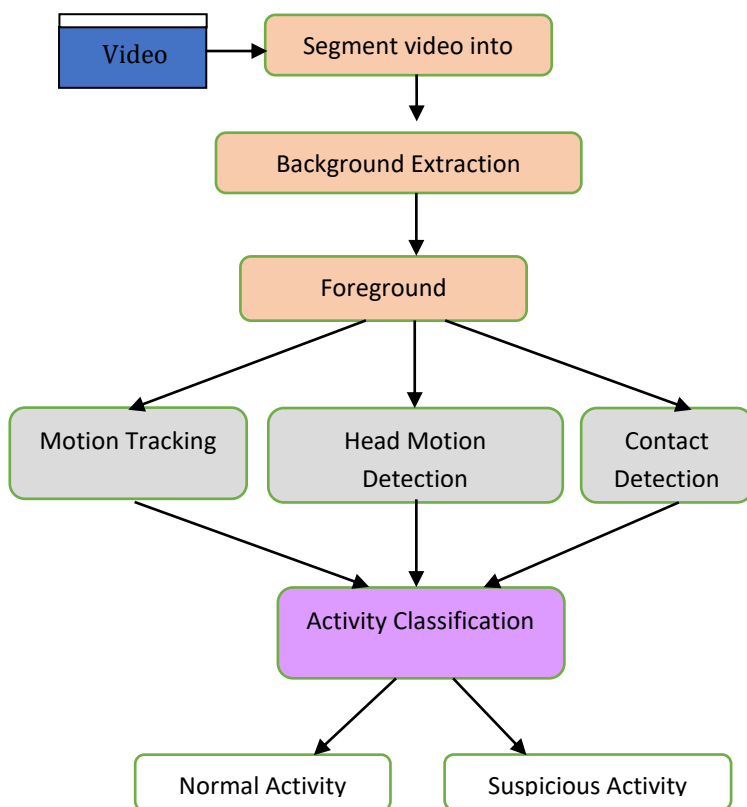 Video
Segment video into
Background Extraction
Foreground
Motion Tracking
Head Motion
Detection
Contact
Detection
Activity Classification
Normal Activity
Suspicious Activity